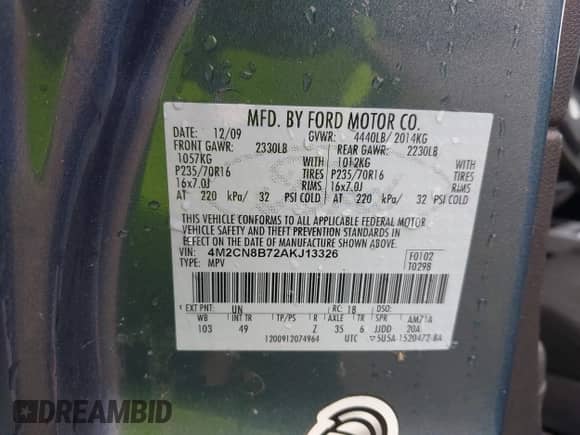 MFD. BY FORD MOTOR CO.
DATE: 12/09 GVWR: 4440LB/ 2014KG
FRONT GAWR: 2330LB REAR GAWR: 2230LB
1057KG WITH 1012KG WITH
P235/70R16 TIRES P235/70R16 TIRES
16x7.0J RIMS 16x7.0J RIMS
AT 220 kPa/ 32 PSI COLD AT 220 kPa/ 32 PSI COLD
THIS VEHICLE CONFORMS TO ALL APPLICABLE FEDERAL MOTOR
VEHICLE SAFETY AND THEFT PREVENTION STANDARDS IN
EFFECT ON THE DATE OF MANUFACTURE SHOWN ABOVE.
VIN: 4M2CN8B72AKJ13326 F0102
TYPE: MPV T0298
EXT PNT: UN RC: 18 DSO:
WB INT TR TP/PS R AXLE TR SPR AM71A
103 49 Z 35 6 JJDD 20A
1200912074964 UTC ▽5U5A-1520472-BA
DREAMBID